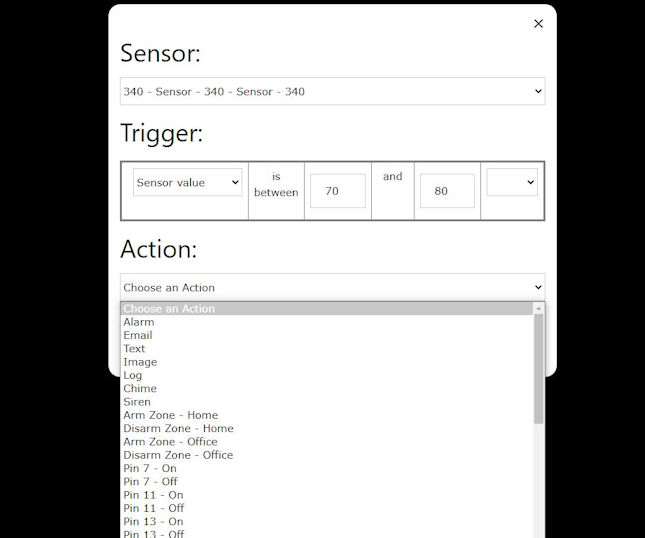 ×
Sensor:
340 - Sensor - 340 - Sensor - 340
Trigger:
Sensor value
is
between
70
and
80
Action:
Choose an Action
Choose an Action
Alarm
Email
Text
Image
Log
Chime
Siren
Arm Zone - Home
Disarm Zone - Home
Arm Zone - Office
Disarm Zone - Office
Pin 7 - On
Pin 7 - Off
Pin 11 - On
Pin 11 - Off
Pin 13 - On
Pin 13 - Off